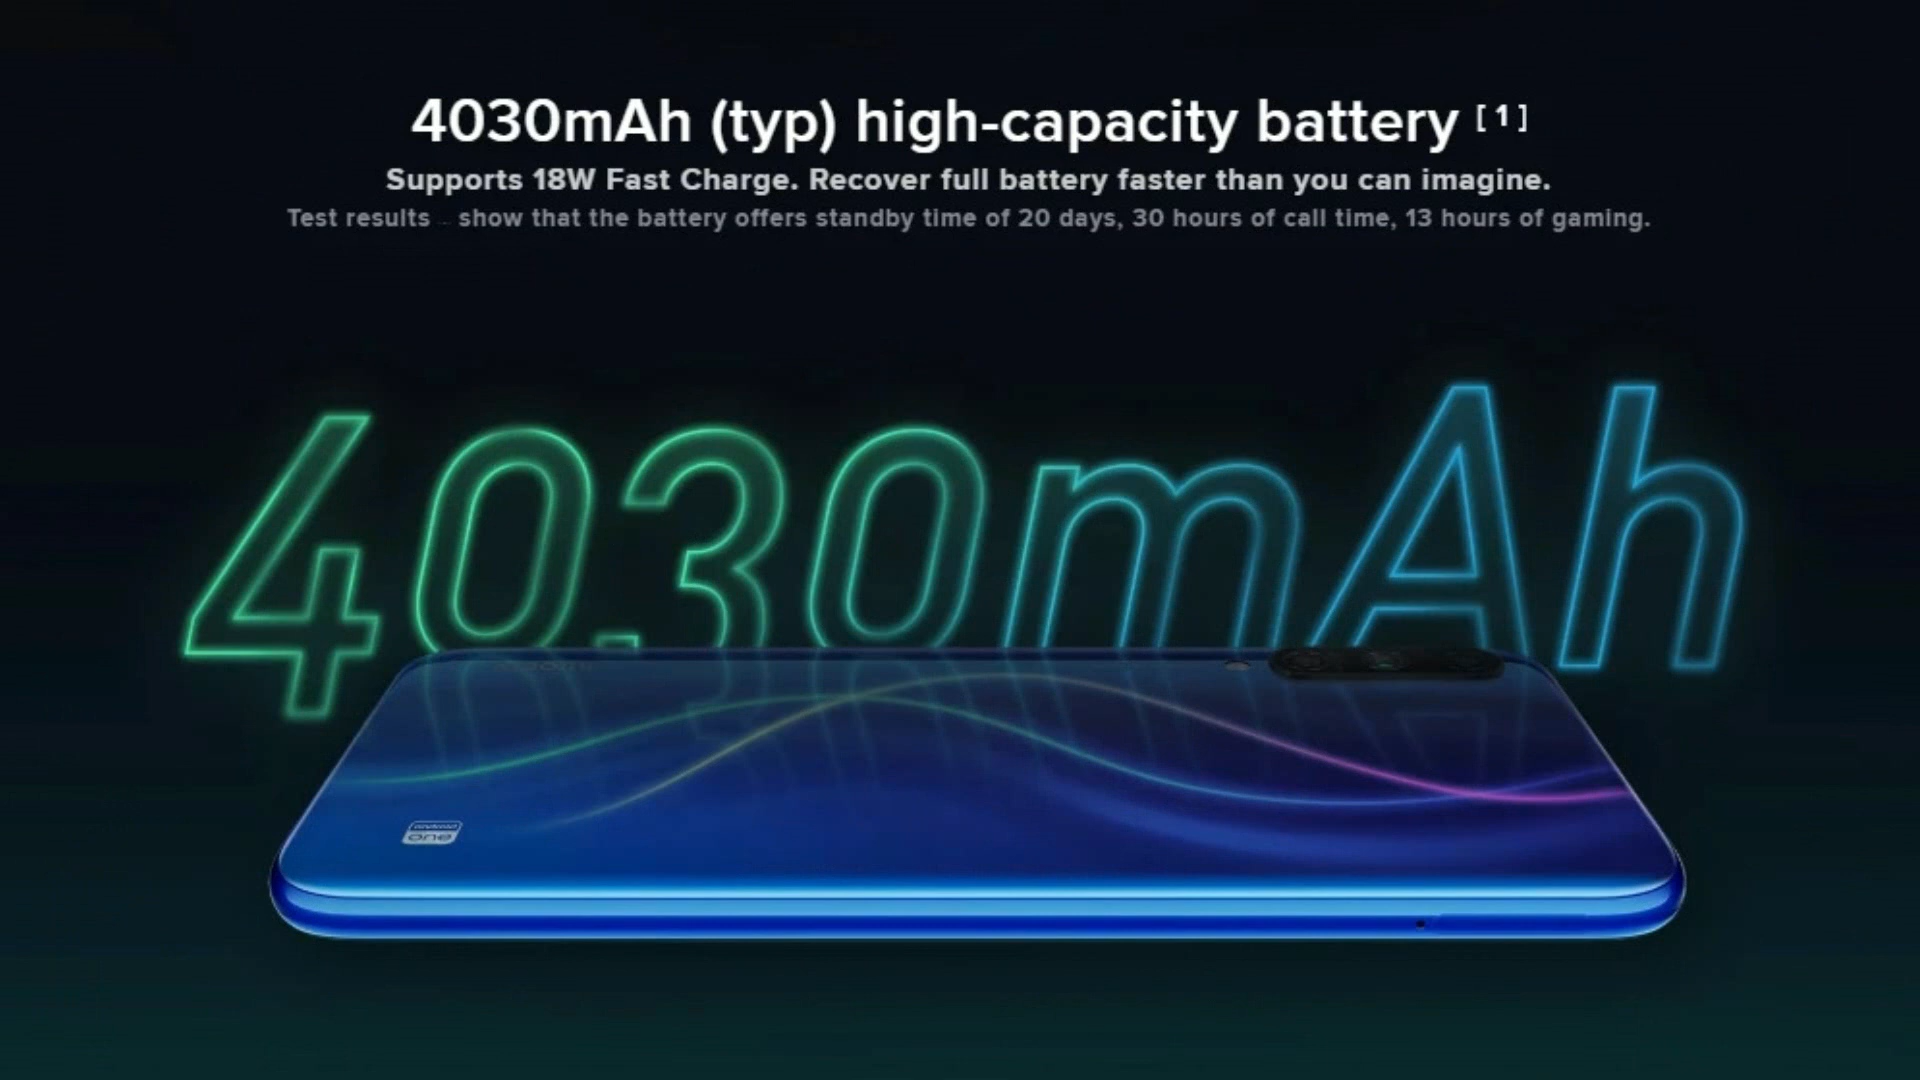 4030mAh (typ) high-capacity battery [1]
Supports 18W Fast Charge. Recover full battery faster than you can imagine.
Test results show that the battery offers standby time of 20 days, 30 hours of call time, 13 hours of gaming.
4030mAh
androidone